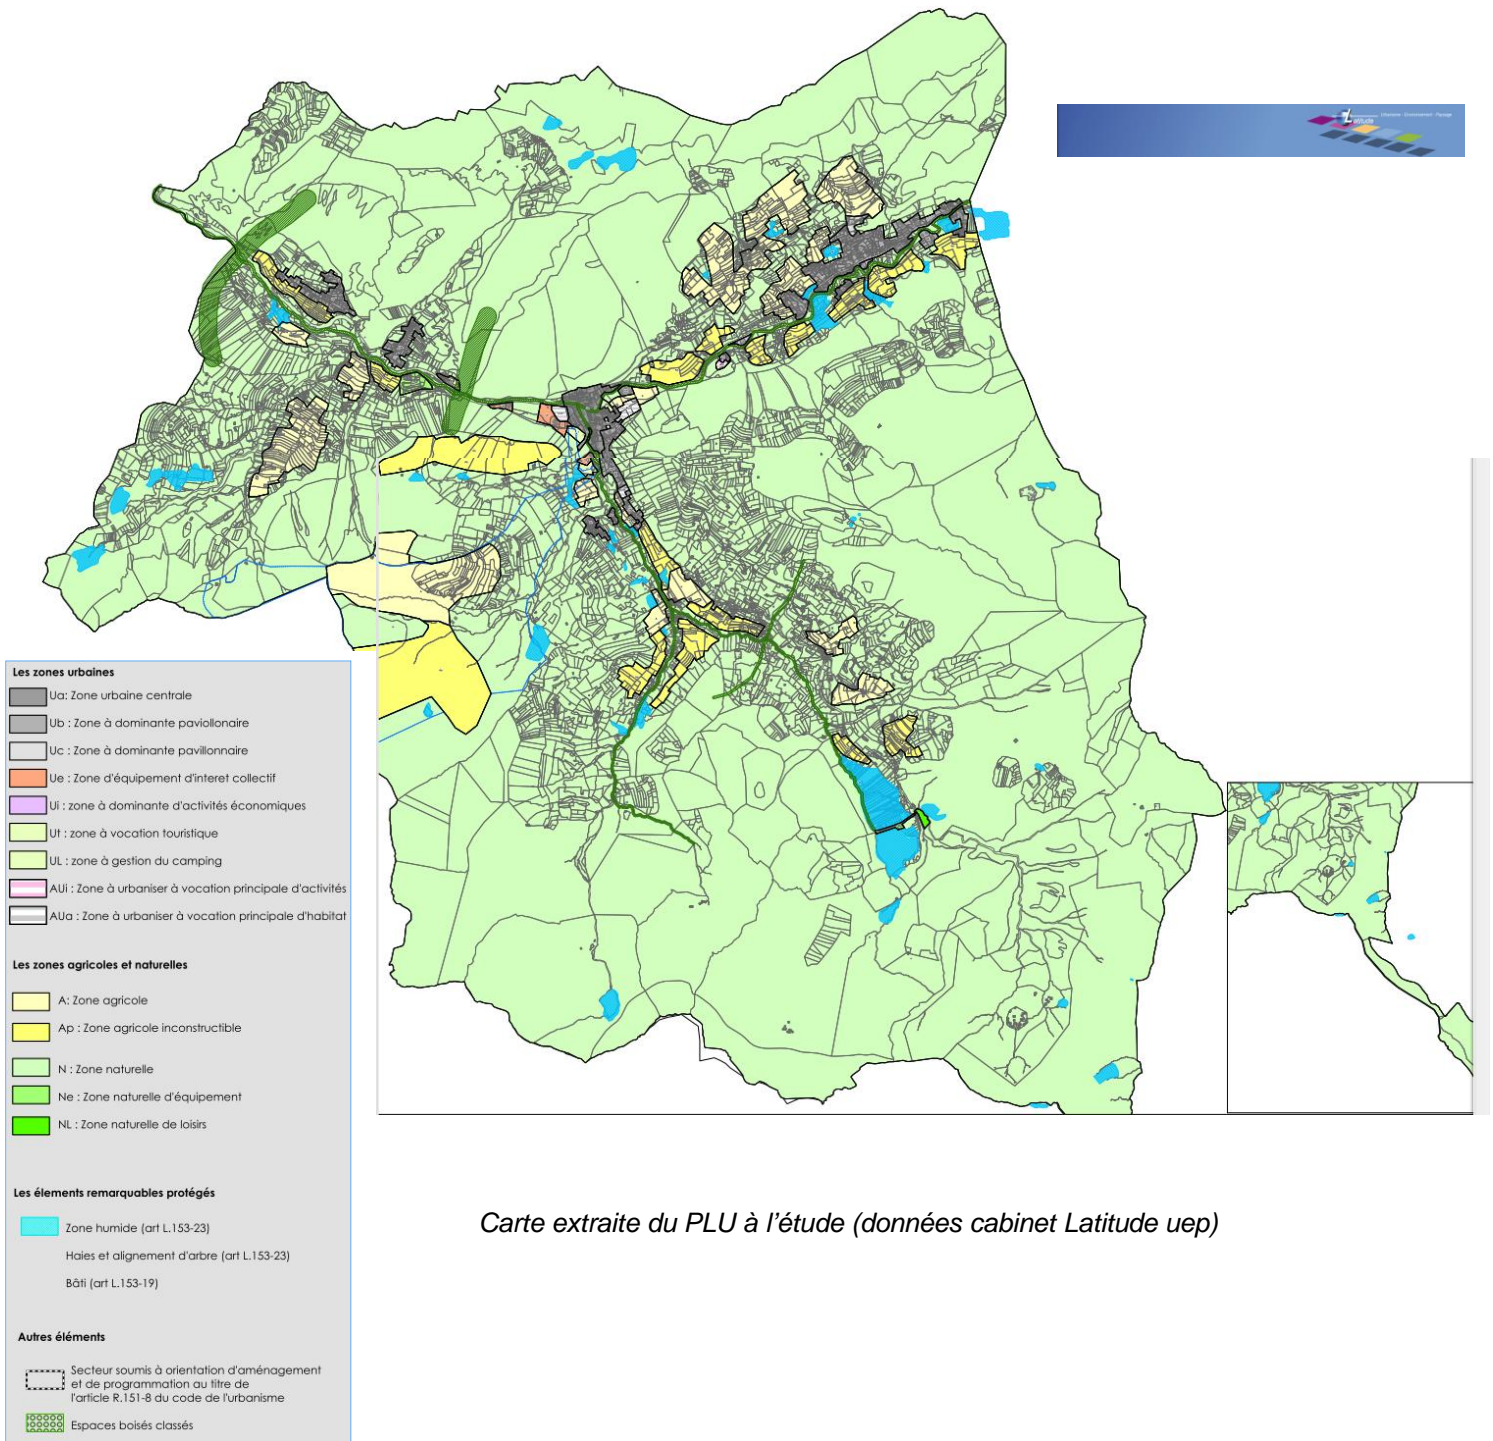 Latitude Urbanisme - Environnement - Paysage
Les zones urbaines
Ua: Zone urbaine centrale
Ub : Zone à dominante paviollonaire
Uc : Zone à dominante pavillonnaire
Ue : Zone d'équipement d'interet collectif
Ui : zone à dominante d'activités économiques
Ut : zone à vocation touristique
UL : zone à gestion du camping
AUi : Zone à urbaniser à vocation principale d'activités
AUa : Zone à urbaniser à vocation principale d'habitat
Les zones agricoles et naturelles
A: Zone agricole
Ap : Zone agricole inconstructible
N : Zone naturelle
Ne : Zone naturelle d'équipement
NL : Zone naturelle de loisirs
Les élements remarquables protégés
Zone humide (art L.153-23)
Haies et alignement d'arbre (art L.153-23)
Bâti (art L.153-19)
Autres éléments
Secteur soumis à orientation d'aménagement
et de programmation au titre de
l'article R.151-8 du code de l'urbanisme
Espaces boisés classés
Carte extraite du PLU à l'étude (données cabinet Latitude uep)